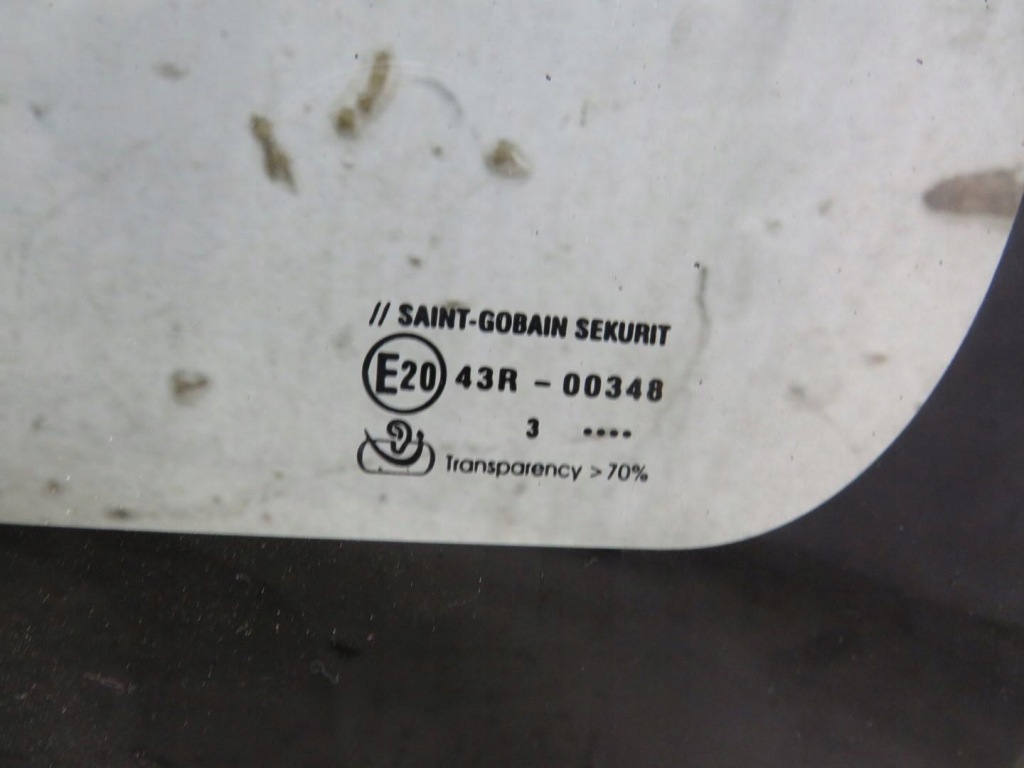 // SAINT-GOBAIN SEKURIT
E20 43R - 00348
3 ....
Transparency > 70%